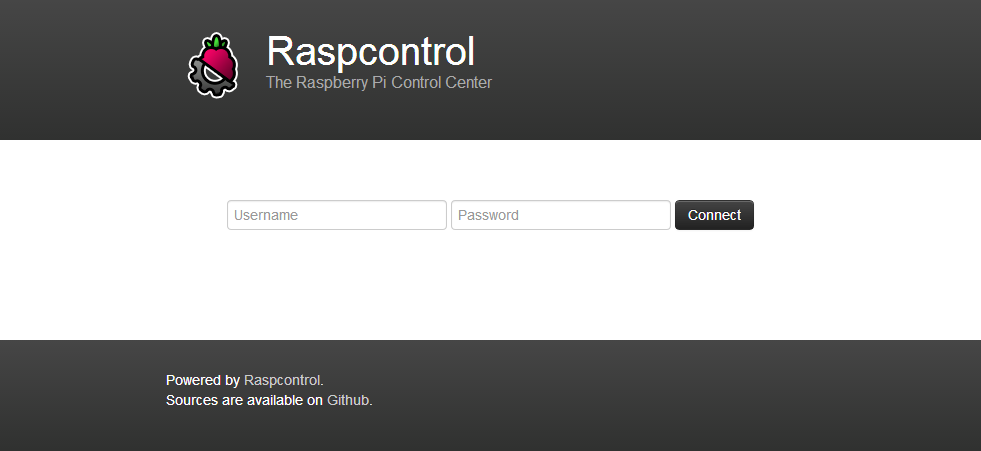 Raspcontrol
The Raspberry Pi Control Center
Username Password Connect
Powered by Raspcontrol.
Sources are available on Github.